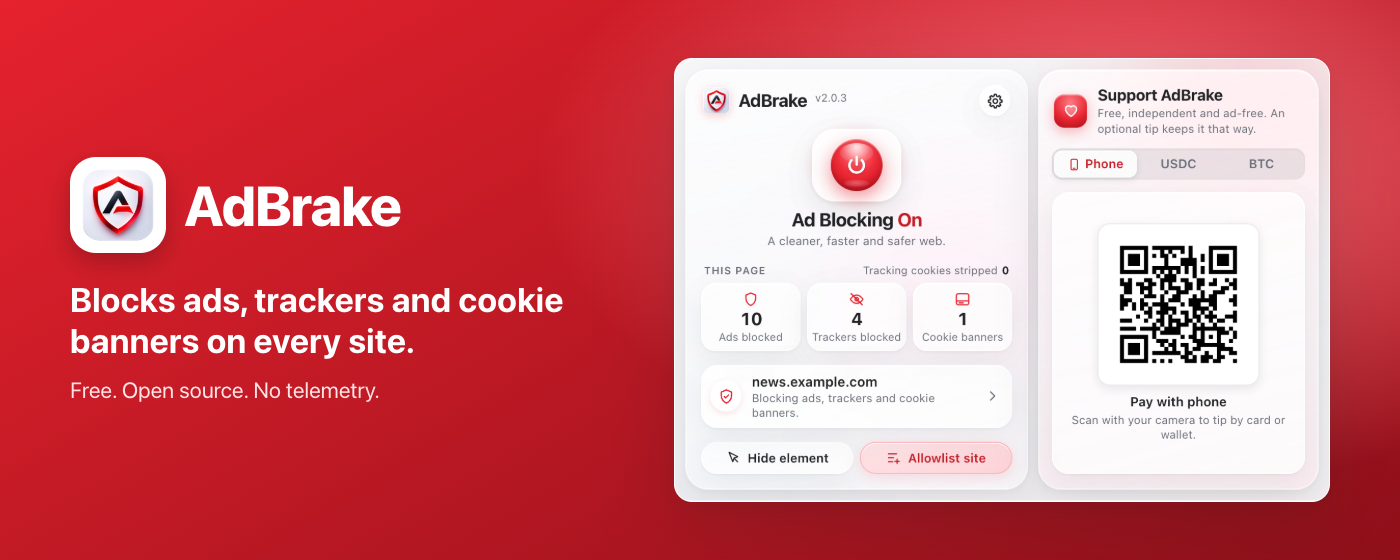 AdBrake
Blocks ads, trackers and cookie
banners on every site.
Free. Open source. No telemetry.
AdBrake v2.0.3
Ad Blocking On
A cleaner, faster and safer web.
THIS PAGE
Tracking cookies stripped 0
10
Ads blocked
4
Trackers blocked
1
Cookie banners
news.example.com
Blocking ads, trackers and cookie
banners.
Hide element
Allowlist site
Support AdBrake
Free, independent and ad-free. An
optional tip keeps it that way.
Phone
USDC
BTC
Pay with phone
Scan with your camera to tip by card or
wallet.